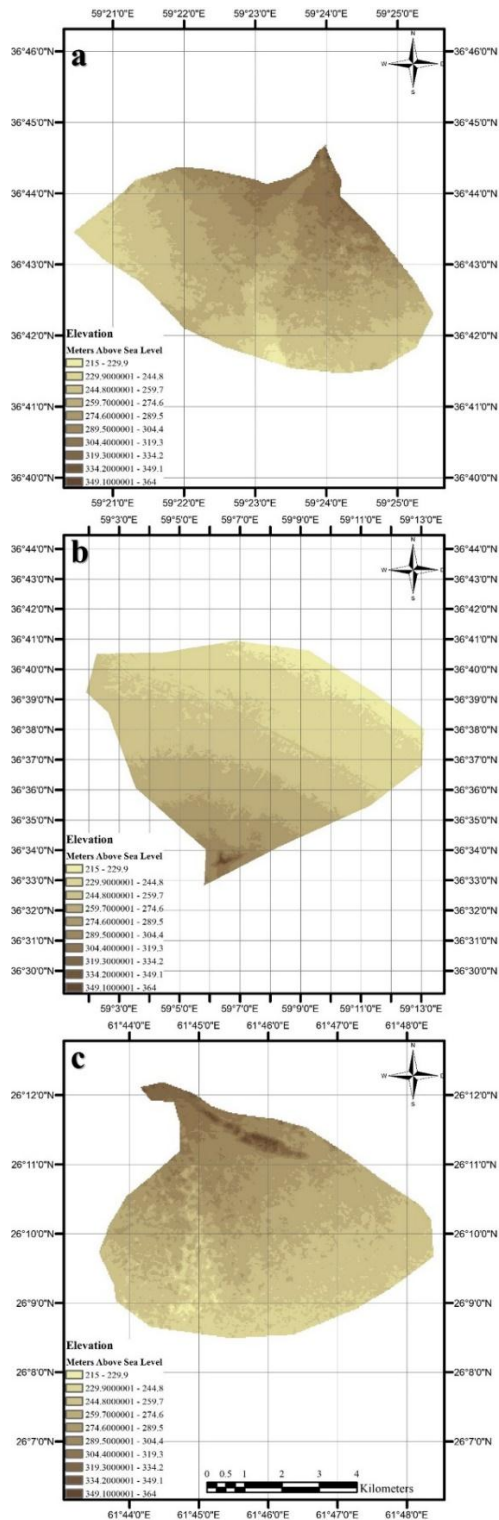 59°21'0"E 59°22'0"E 59°23'0"E 59°24'0"E 59°25'0"E
a
N
W
S
36°46'0"N 36°46'0"N
36°45'0"N 36°45'0"N
36°44'0"N 36°44'0"N
36°43'0"N 36°43'0"N
36°42'0"N 36°42'0"N
36°41'0"N 36°41'0"N
36°40'0"N 36°40'0"N
Elevation
Meters Above Sea Level
215 - 229.9
229.9000001 - 244.8
244.8000001 - 259.7
259.7000001 - 274.6
274.6000001 - 289.5
289.5000001 - 304.4
304.4000001 - 319.3
319.3000001 - 334.2
334.2000001 - 349.1
349.1000001 - 364
59°21'0"E 59°22'0"E 59°23'0"E 59°24'0"E 59°25'0"E
59°3'0"E 59°5'0"E 59°7'0"E 59°9'0"E 59°11'0"E 59°13'0"E
b
N
W
S
36°44'0"N 36°44'0"N
36°43'0"N 36°43'0"N
36°42'0"N 36°42'0"N
36°41'0"N 36°41'0"N
36°40'0"N 36°40'0"N
36°39'0"N 36°39'0"N
36°38'0"N 36°38'0"N
36°37'0"N 36°37'0"N
36°36'0"N 36°36'0"N
36°35'0"N 36°35'0"N
36°34'0"N 36°34'0"N
36°33'0"N 36°33'0"N
36°32'0"N 36°32'0"N
36°31'0"N 36°31'0"N
36°30'0"N 36°30'0"N
Elevation
Meters Above Sea Level
215 - 229.9
229.9000001 - 244.8
244.8000001 - 259.7
259.7000001 - 274.6
274.6000001 - 289.5
289.5000001 - 304.4
304.4000001 - 319.3
319.3000001 - 334.2
334.2000001 - 349.1
349.1000001 - 364
59°3'0"E 59°5'0"E 59°7'0"E 59°9'0"E 59°11'0"E 59°13'0"E
61°44'0"E 61°45'0"E 61°46'0"E 61°47'0"E 61°48'0"E
c
N
W
S
26°12'0"N 26°12'0"N
26°11'0"N 26°11'0"N
26°10'0"N 26°10'0"N
26°9'0"N 26°9'0"N
26°8'0"N 26°8'0"N
26°7'0"N 26°7'0"N
Elevation
Meters Above Sea Level
215 - 229.9
229.9000001 - 244.8
244.8000001 - 259.7
259.7000001 - 274.6
274.6000001 - 289.5
289.5000001 - 304.4
304.4000001 - 319.3
319.3000001 - 334.2
334.2000001 - 349.1
349.1000001 - 364
0 0.5 1 2 3 4
Kilometers
61°44'0"E 61°45'0"E 61°46'0"E 61°47'0"E 61°48'0"E